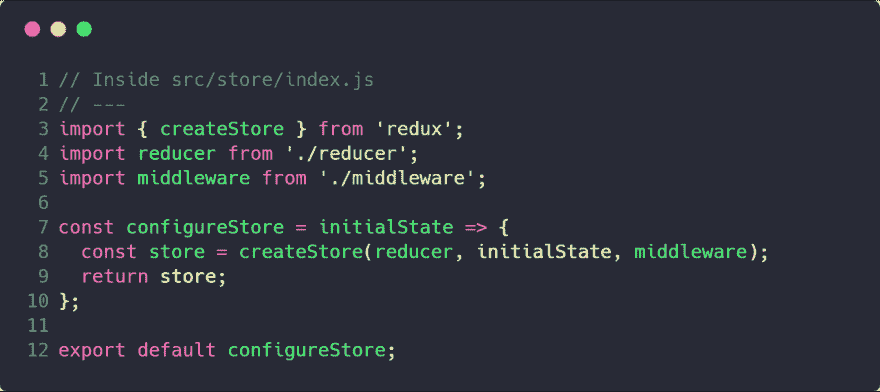 1 // Inside src/store/index.js
2 // ---
3 import { createStore } from 'redux';
4 import reducer from './reducer';
5 import middleware from './middleware';
6
7 const configureStore = initialState => {
8   const store = createStore(reducer, initialState, middleware);
9   return store;
10 };
11
12 export default configureStore;